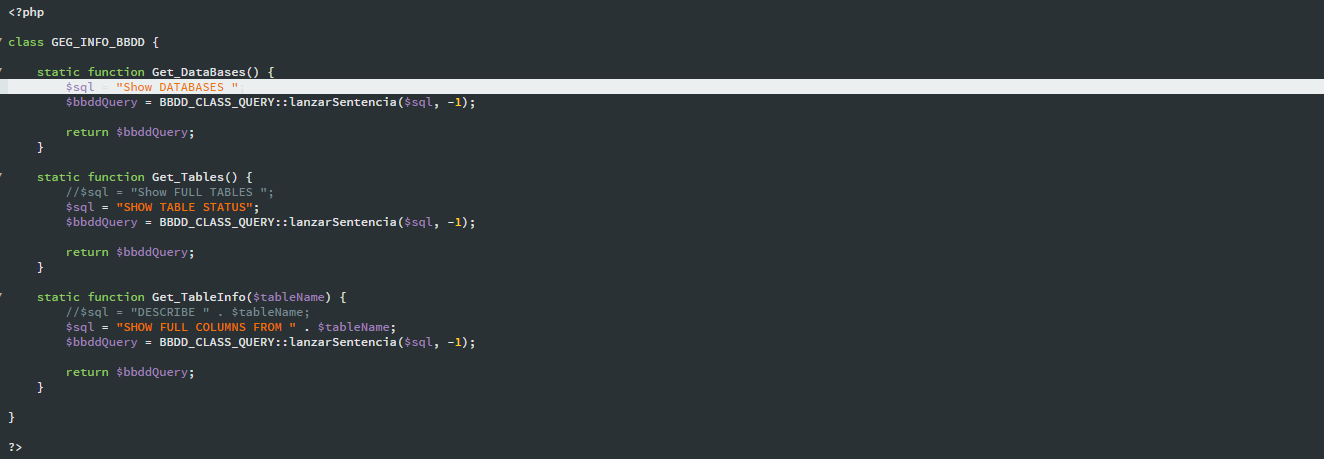 <?php
class GEG_INFO_BBDD {
static function Get_DataBases() {
$sql = "Show DATABASES ";
$bbddQuery = BBDD_CLASS_QUERY::lanzarSentencia($sql, -1);
return $bbddQuery;
}
static function Get_Tables() {
//$sql = "Show FULL TABLES ";
$sql = "SHOW TABLE STATUS";
$bbddQuery = BBDD_CLASS_QUERY::lanzarSentencia($sql, -1);
return $bbddQuery;
}
static function Get_TableInfo($tableName) {
//$sql = "DESCRIBE " . $tableName;
$sql = "SHOW FULL COLUMNS FROM " . $tableName;
$bbddQuery = BBDD_CLASS_QUERY::lanzarSentencia($sql, -1);
return $bbddQuery;
}
}
?>